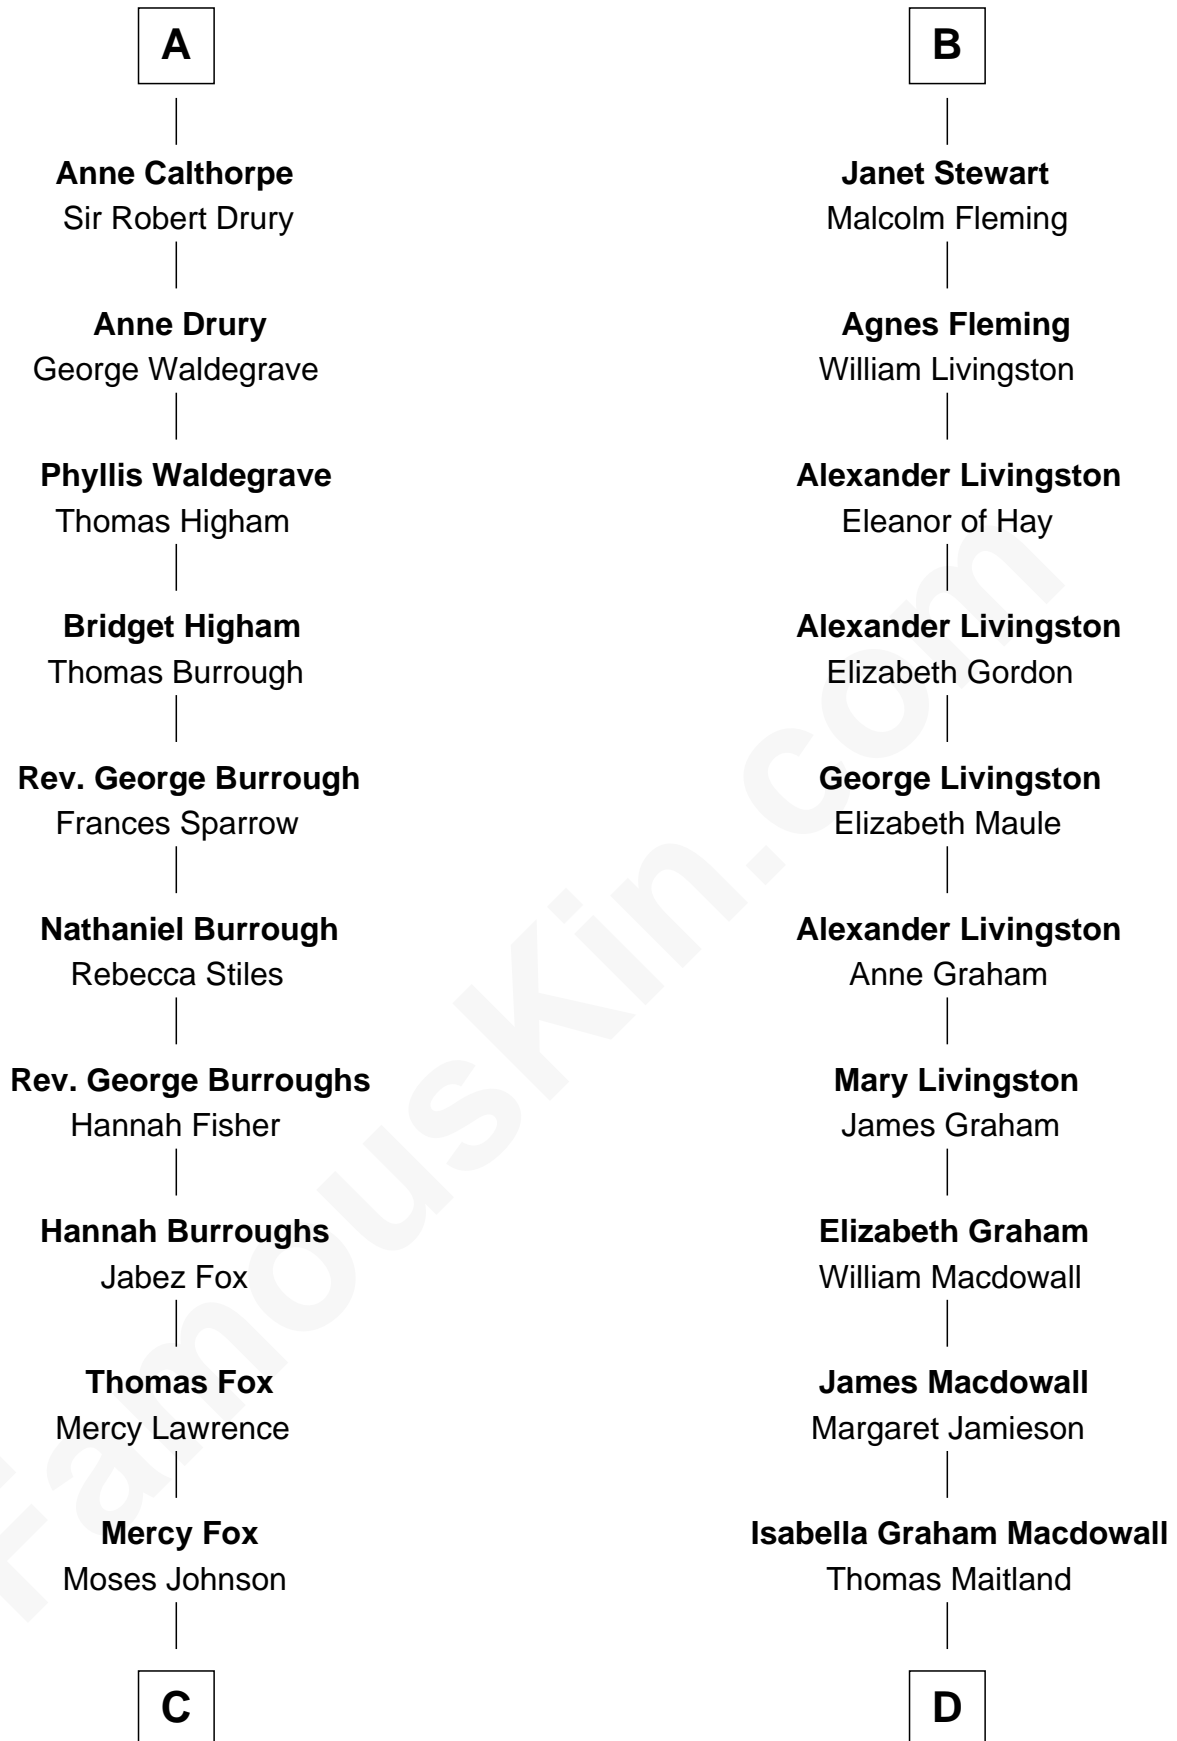 A
Anne Calthorpe
Sir Robert Drury
Anne Drury
George Waldegrave
Phyllis Waldegrave
Thomas Higham
Bridget Higham
Thomas Burrough
Rev. George Burrough
Frances Sparrow
Nathaniel Burrough
Rebecca Stiles
Rev. George Burroughs
Hannah Fisher
Hannah Burroughs
Jabez Fox
Thomas Fox
Mercy Lawrence
Mercy Fox
Moses Johnson
C
B
Janet Stewart
Malcolm Fleming
Agnes Fleming
William Livingston
Alexander Livingston
Eleanor of Hay
Alexander Livingston
Elizabeth Gordon
George Livingston
Elizabeth Maule
Alexander Livingston
Anne Graham
Mary Livingston
James Graham
Elizabeth Graham
William Macdowall
James Macdowall
Margaret Jamieson
Isabella Graham Macdowall
Thomas Maitland
D
FamousKin.com